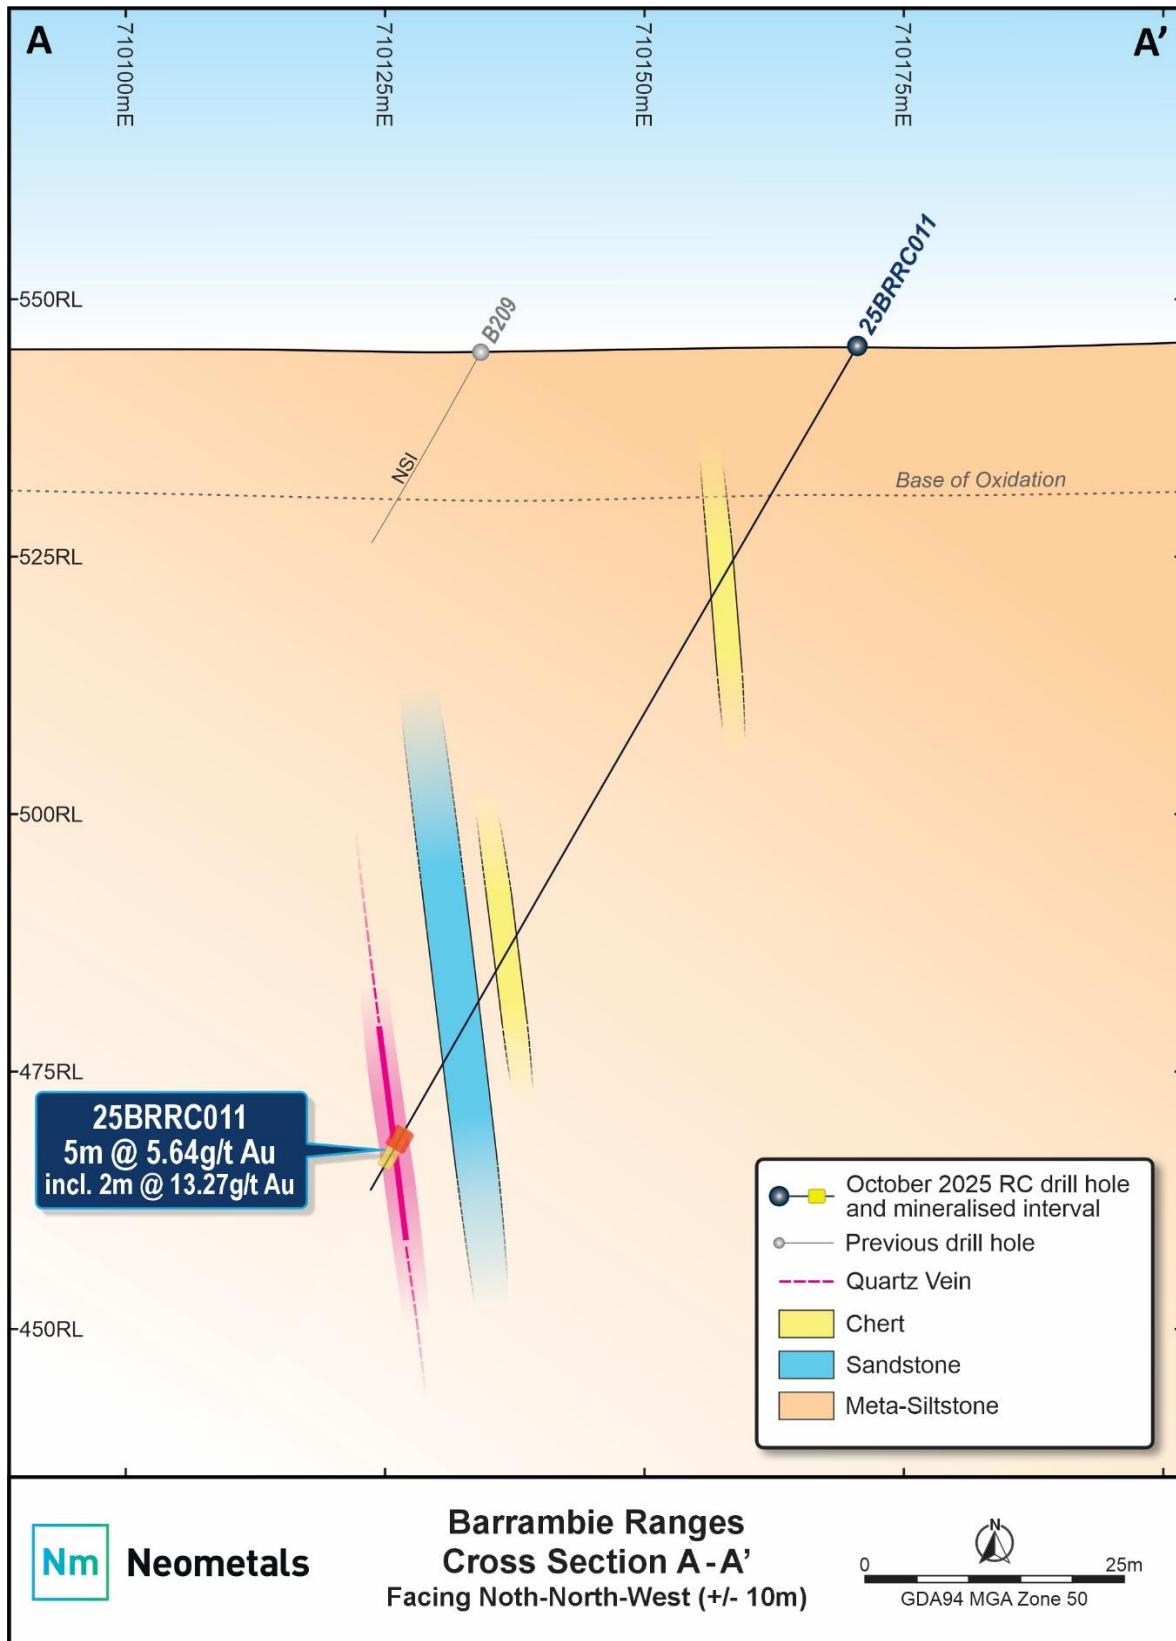 A
A’
710100mE
710125mE
710150mE
710175mE
550RL
B209
25BRRC011
NSI
Base of Oxidation
525RL
500RL
475RL
25BRRC011
5m @ 5.64g/t Au
incl. 2m @ 13.27g/t Au
450RL
October 2025 RC drill hole
and mineralised interval
Previous drill hole
Quartz Vein
Chert
Sandstone
Meta-Siltstone
Nm Neometals
Barrambie Ranges
Cross Section A - A’
Facing Noth-North-West (+/- 10m)
N
0 25m
GDA94 MGA Zone 50